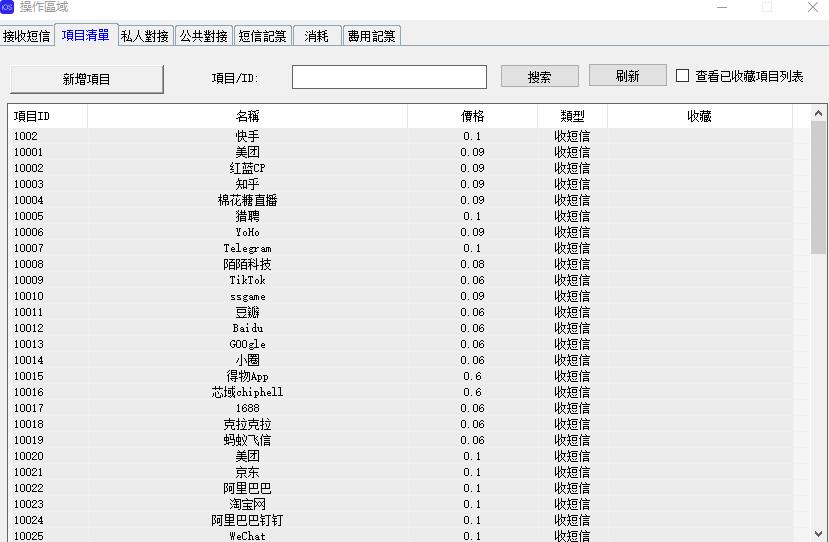 iOS 操作區域
接收短信 項目清單 私人對接 公共對接 短信記錄 消耗 費用記錄
新增項目 項目/ID: 搜索 刷新 查看已收藏項目列表
項目ID 名稱 價格 類型 收藏
1002 快手 0.1 收短信
10001 美团 0.09 收短信
10002 红蓝CP 0.09 收短信
10003 知乎 0.09 收短信
10004 棉花糖直播 0.09 收短信
10005 猎聘 0.1 收短信
10006 YoHo 0.09 收短信
10007 Telegram 0.1 收短信
10008 陌陌科技 0.08 收短信
10009 TikTok 0.06 收短信
10010 ssgame 0.09 收短信
10011 豆瓣 0.06 收短信
10012 Baidu 0.06 收短信
10013 GOOgle 0.06 收短信
10014 小圈 0.06 收短信
10015 得物App 0.6 收短信
10016 芯域chiphell 0.6 收短信
10017 1688 0.06 收短信
10018 克拉克拉 0.06 收短信
10019 蚂蚁飞信 0.06 收短信
10020 美团 0.1 收短信
10021 京东 0.1 收短信
10022 阿里巴巴 0.1 收短信
10023 淘宝网 0.1 收短信
10024 阿里巴巴钉钉 0.1 收短信
10025 WeChat 0.1 收短信